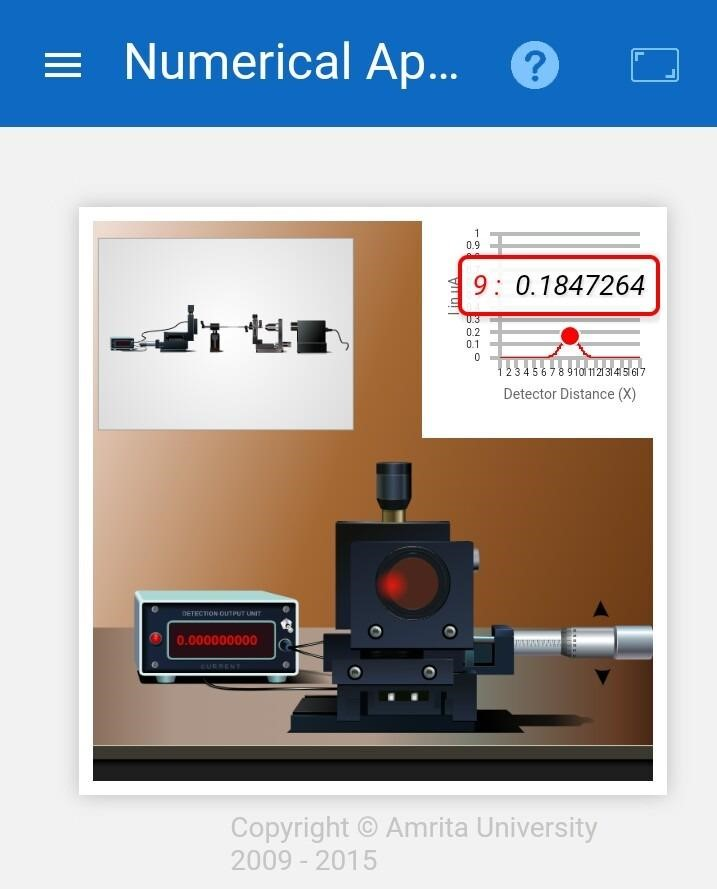 Numerical Ap...
?
1
0.9
I in uA
9 : 0.1847264
0.3
0.2
0.1
0
1 2 3 4 5 6 7 8 9 10 11 12 13 14 15 16 17
Detector Distance (X)
DETECTION OUTPUT UNIT
0.000000000
CURRENT
Copyright © Amrita University
2009 - 2015